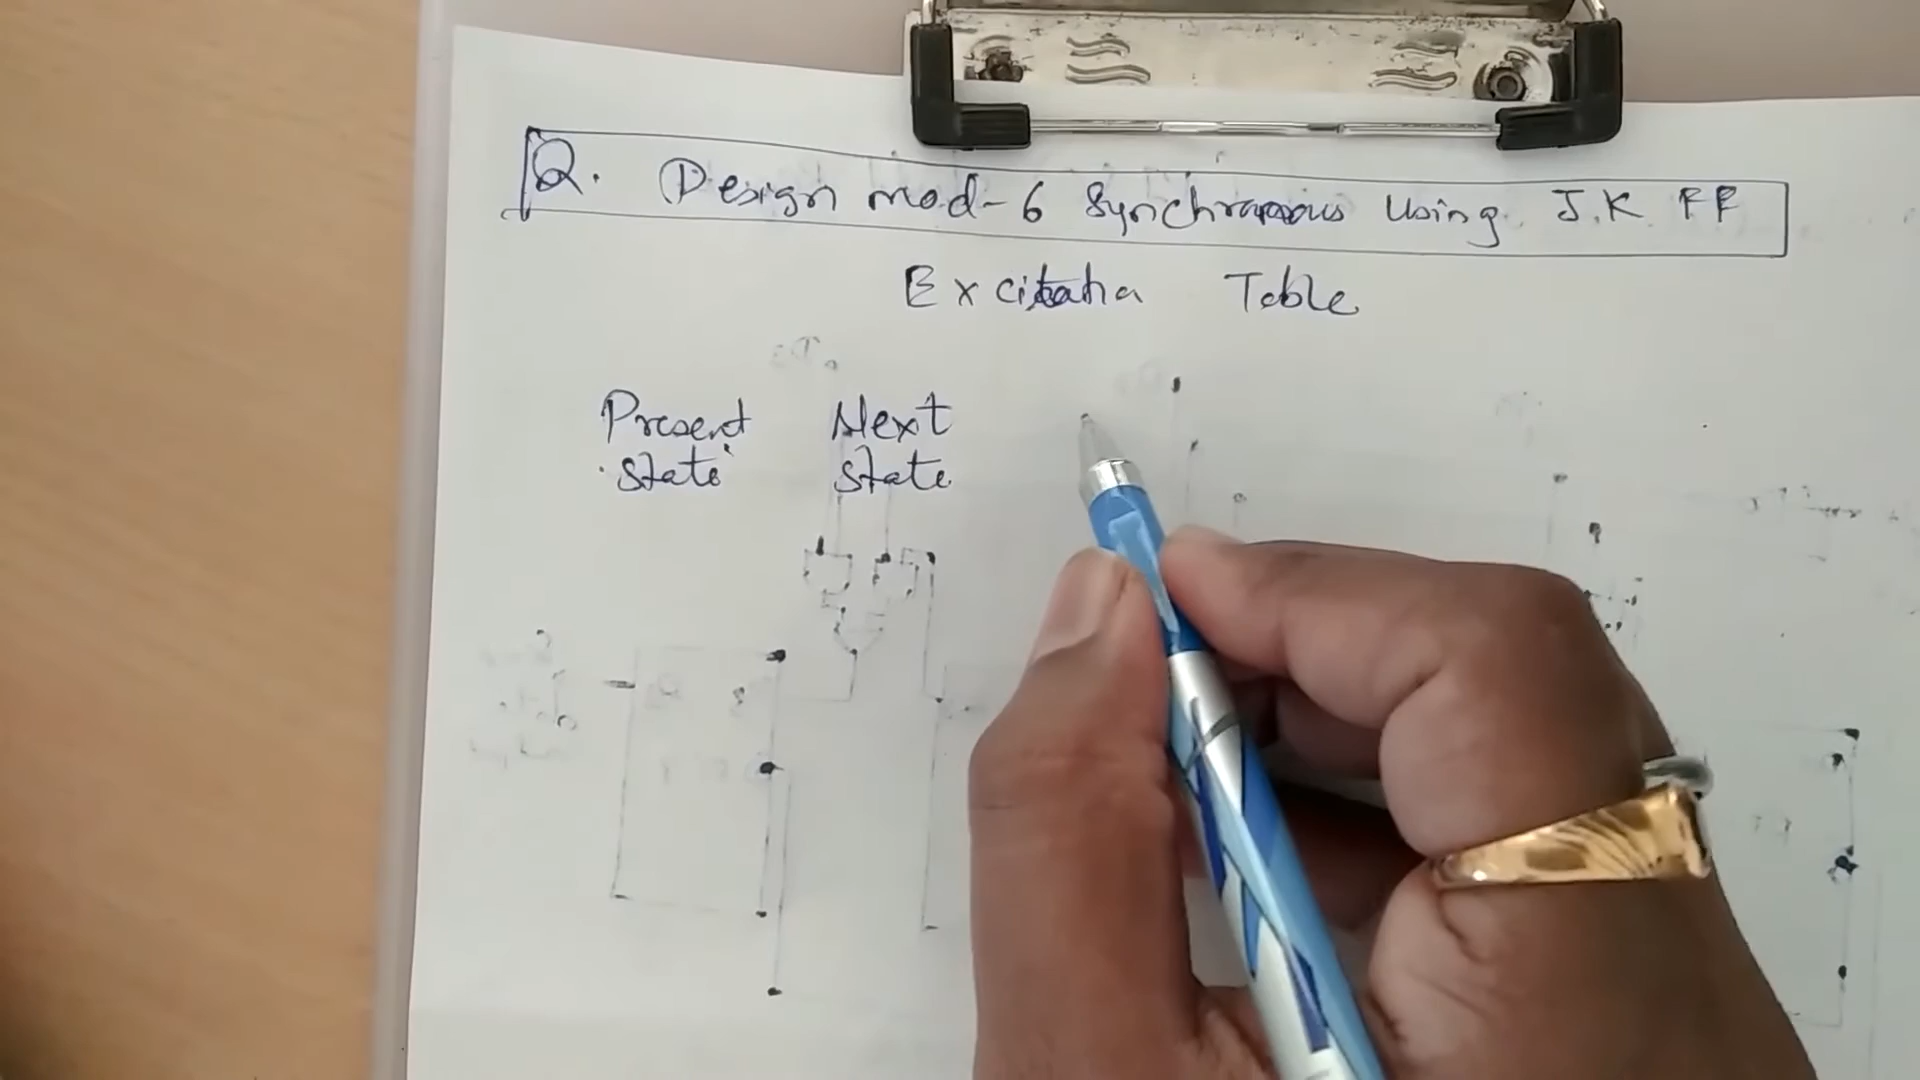 Q. Design mod-6 Synchronous Using J.K FF
Excitation Table
Present Next
state state